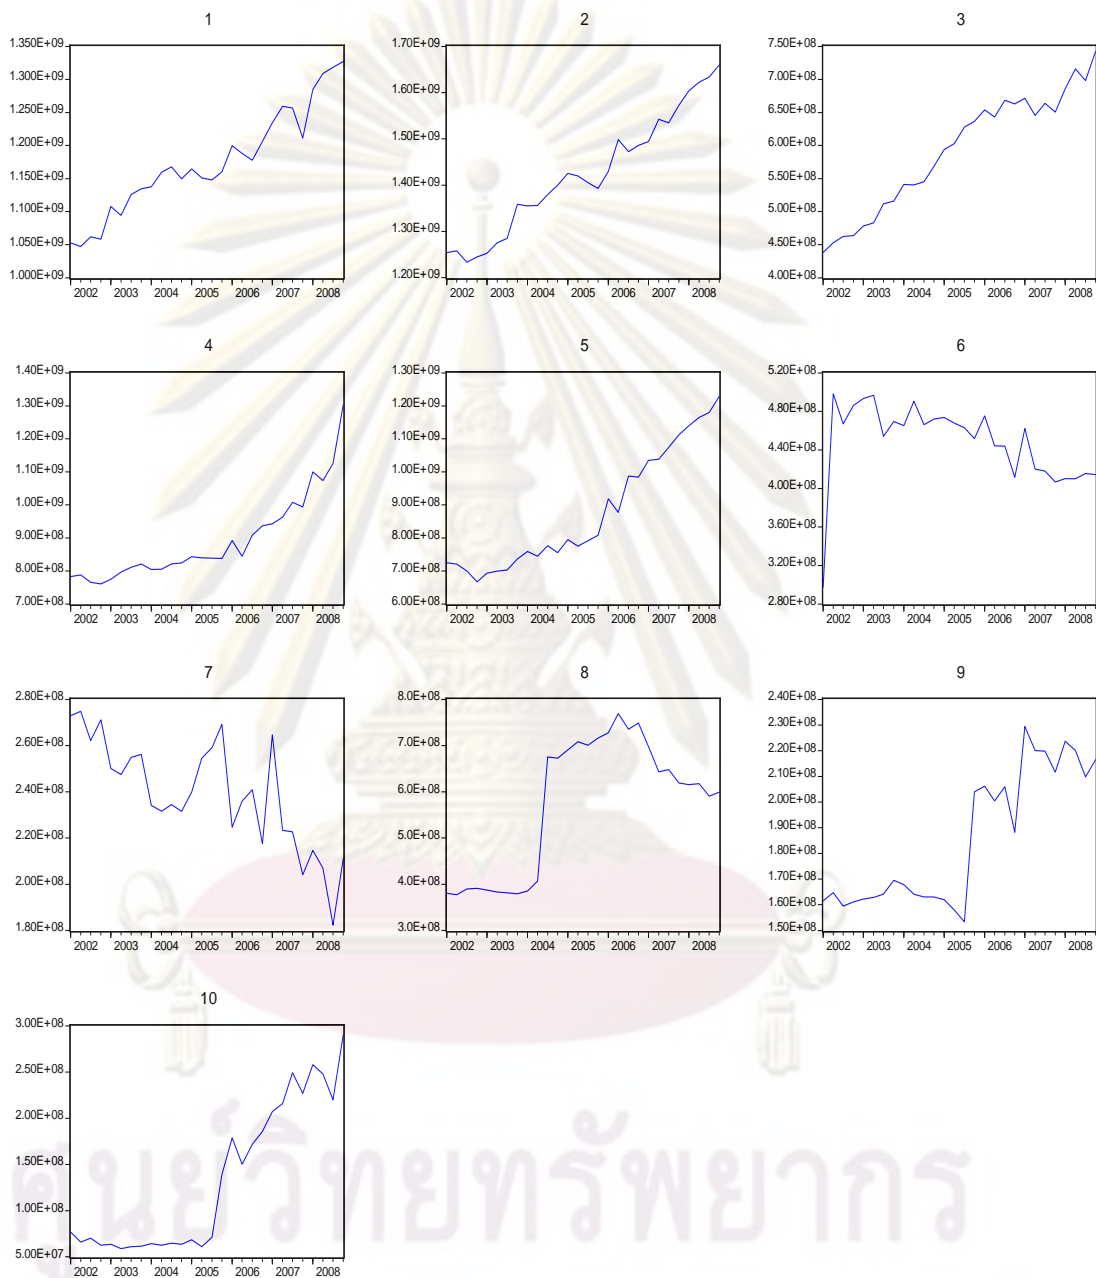 1
2
3
1.350E+09
1.300E+09
1.250E+09
1.200E+09
1.150E+09
1.100E+09
1.050E+09
1.000E+09
2002 2003 2004 2005 2006 2007 2008
1.70E+09
1.60E+09
1.50E+09
1.40E+09
1.30E+09
1.20E+09
2002 2003 2004 2005 2006 2007 2008
7.50E+08
7.00E+08
6.50E+08
6.00E+08
5.50E+08
5.00E+08
4.50E+08
4.00E+08
2002 2003 2004 2005 2006 2007 2008
4
5
6
1.40E+09
1.30E+09
1.20E+09
1.10E+09
1.00E+09
9.00E+08
8.00E+08
7.00E+08
2002 2003 2004 2005 2006 2007 2008
1.30E+09
1.20E+09
1.10E+09
1.00E+09
9.00E+08
8.00E+08
7.00E+08
6.00E+08
2002 2003 2004 2005 2006 2007 2008
5.20E+08
4.80E+08
4.40E+08
4.00E+08
3.60E+08
3.20E+08
2.80E+08
2002 2003 2004 2005 2006 2007 2008
7
8
9
2.80E+08
2.60E+08
2.40E+08
2.20E+08
2.00E+08
1.80E+08
2002 2003 2004 2005 2006 2007 2008
8.0E+08
7.0E+08
6.0E+08
5.0E+08
4.0E+08
3.0E+08
2002 2003 2004 2005 2006 2007 2008
2.40E+08
2.30E+08
2.20E+08
2.10E+08
2.00E+08
1.90E+08
1.80E+08
1.70E+08
1.60E+08
1.50E+08
2002 2003 2004 2005 2006 2007 2008
10
3.00E+08
2.50E+08
2.00E+08
1.50E+08
1.00E+08
5.00E+07
2002 2003 2004 2005 2006 2007 2008
ศูนย์วิทยทรัพยากร